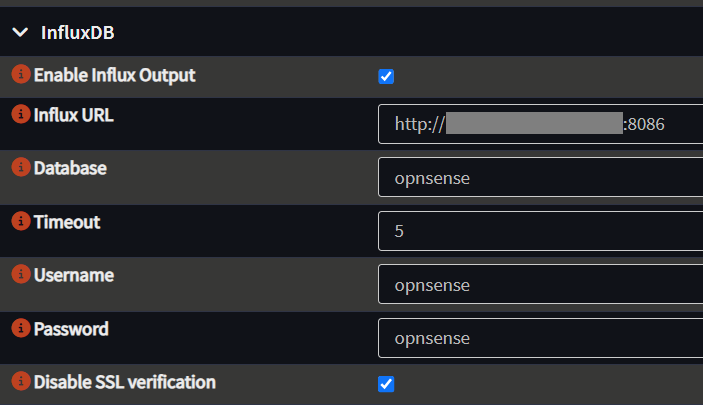 InfluxDB
Enable Influx Output
Influx URL http:// :8086
Database opnsense
Timeout 5
Username opnsense
Password opnsense
Disable SSL verification